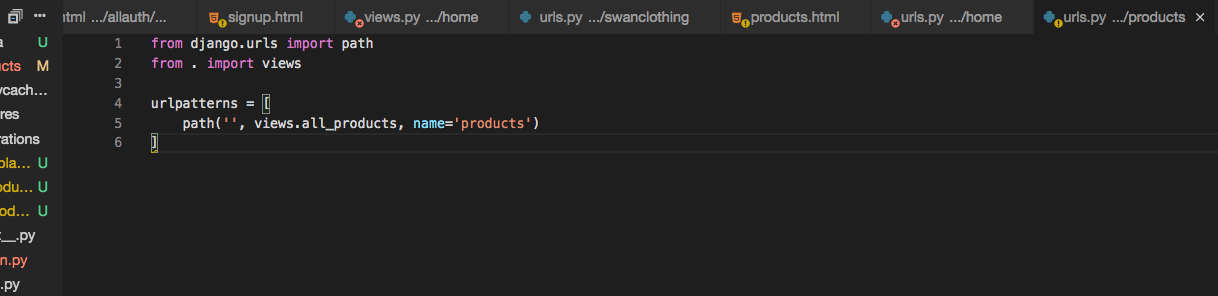 ntml .../allauth/... signup.html views.py .../home urls.py .../swanclothing products.html urls.py .../home urls.py .../products ×
a U
ucts M
ycach...
res
rations
pla... U
odu... U
od... U
t__.py
n.py
.py
1 from django.urls import path
2 from . import views
3
4 urlpatterns = [
5 path('', views.all_products, name='products')
6 ]